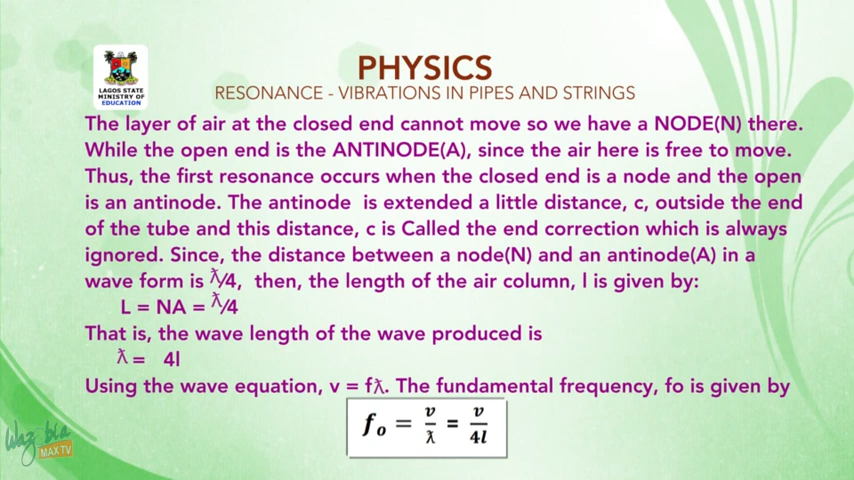 PHYSICS
LAGOS STATE
MINISTRY OF
EDUCATION
RESONANCE - VIBRATIONS IN PIPES AND STRINGS
The layer of air at the closed end cannot move so we have a NODE(N) there.
While the open end is the ANTINODE(A), since the air here is free to move.
Thus, the first resonance occurs when the closed end is a node and the open
is an antinode. The antinode is extended a little distance, c, outside the end
of the tube and this distance, c is Called the end correction which is always
ignored. Since, the distance between a node(N) and an antinode(A) in a
wave form is ƛ/4, then, the length of the air column, l is given by:
L = NA = ƛ/4
That is, the wave length of the wave produced is
ƛ = 4l
Using the wave equation, v = fƛ. The fundamental frequency, fo is given by
fₒ = v/ƛ = v/4l
Wazobia
MAX TV